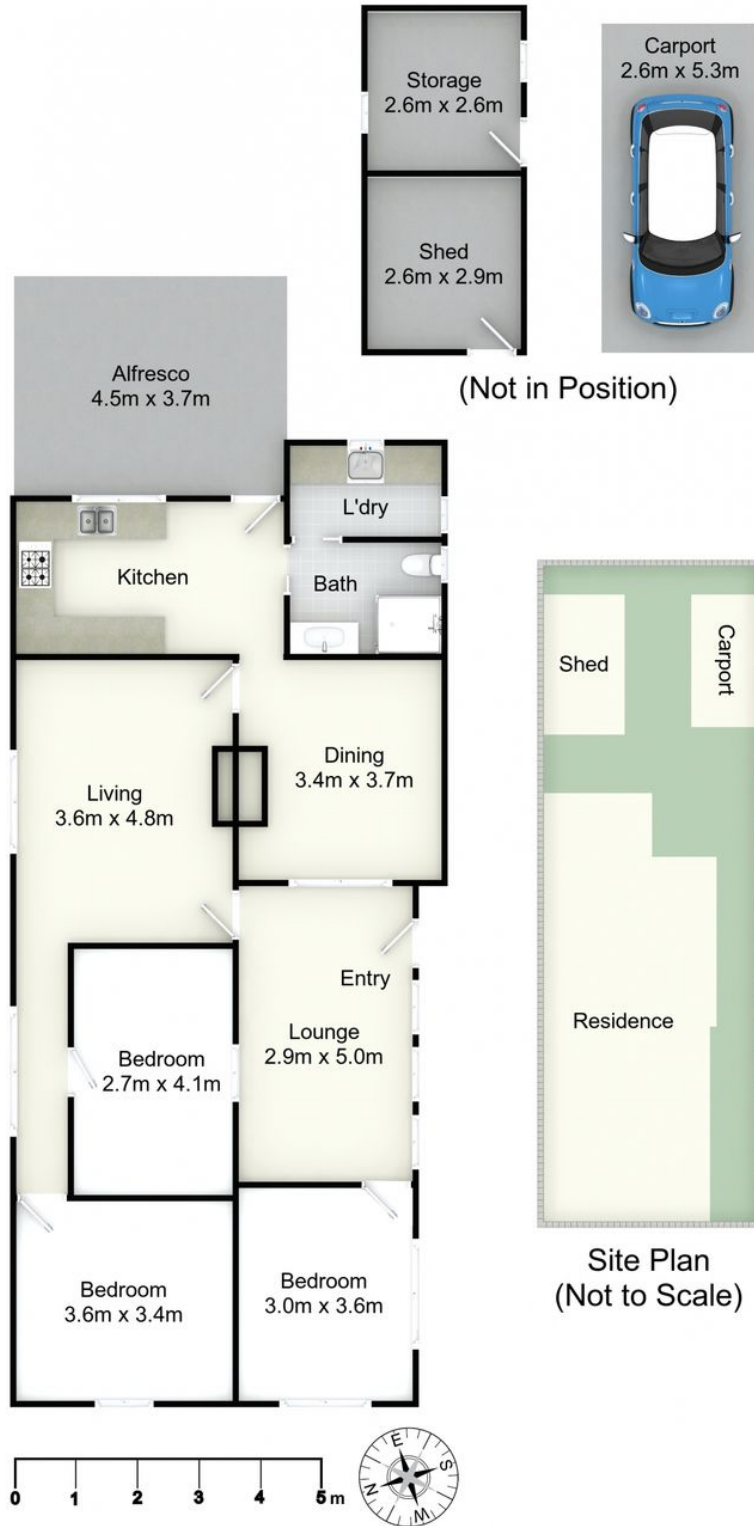 Storage
2.6m x 2.6m
Carport
2.6m x 5.3m
Shed
2.6m x 2.9m
(Not in Position)
Alfresco
4.5m x 3.7m
L'dry
Kitchen
Bath
Living
3.6m x 4.8m
Dining
3.4m x 3.7m
Entry
Lounge
2.9m x 5.0m
Bedroom
2.7m x 4.1m
Bedroom
3.6m x 3.4m
Bedroom
3.0m x 3.6m
Shed
Carport
Residence
Site Plan
(Not to Scale)
0 1 2 3 4 5 m
E
S
N
W